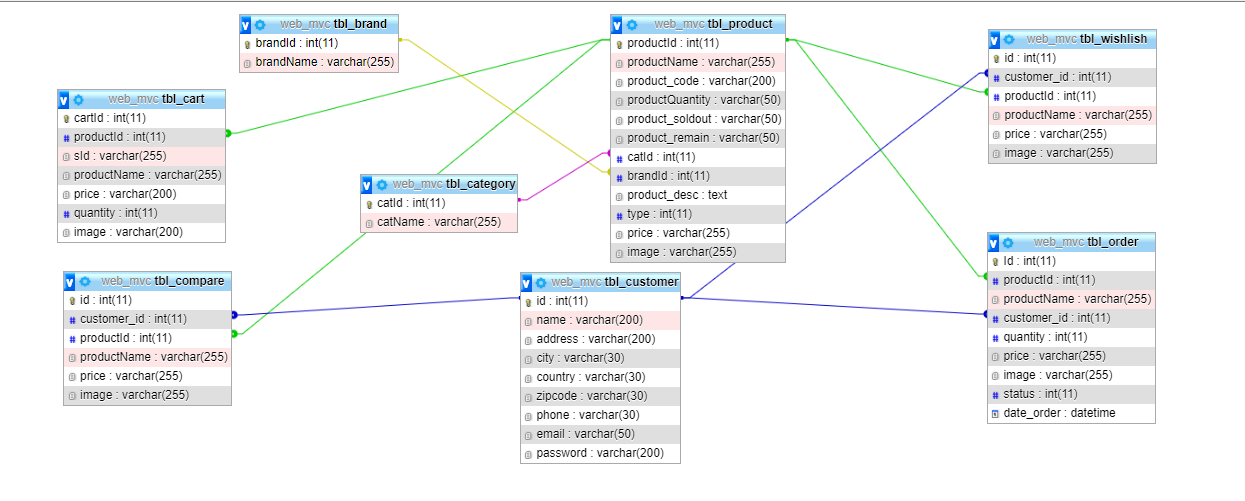 web_mvc tbl_brand
brandId : int(11)
brandName : varchar(255)
web_mvc tbl_product
productId : int(11)
productName : varchar(255)
product_code : varchar(200)
productQuantity : varchar(50)
product_soldout : varchar(50)
product_remain : varchar(50)
catId : int(11)
brandId : int(11)
product_desc : text
type : int(11)
price : varchar(255)
image : varchar(255)
web_mvc tbl_wishlish
id : int(11)
customer_id : int(11)
productId : int(11)
productName : varchar(255)
price : varchar(255)
image : varchar(255)
web_mvc tbl_cart
cartId : int(11)
productId : int(11)
sId : varchar(255)
productName : varchar(255)
price : varchar(200)
quantity : int(11)
image : varchar(200)
web_mvc tbl_category
catId : int(11)
catName : varchar(255)
web_mvc tbl_order
id : int(11)
productId : int(11)
productName : varchar(255)
customer_id : int(11)
quantity : int(11)
price : varchar(255)
image : varchar(255)
status : int(11)
date_order : datetime
web_mvc tbl_compare
id : int(11)
customer_id : int(11)
productId : int(11)
productName : varchar(255)
price : varchar(255)
image : varchar(255)
web_mvc tbl_customer
id : int(11)
name : varchar(200)
address : varchar(200)
city : varchar(30)
country : varchar(30)
zipcode : varchar(30)
phone : varchar(30)
email : varchar(50)
password : varchar(200)